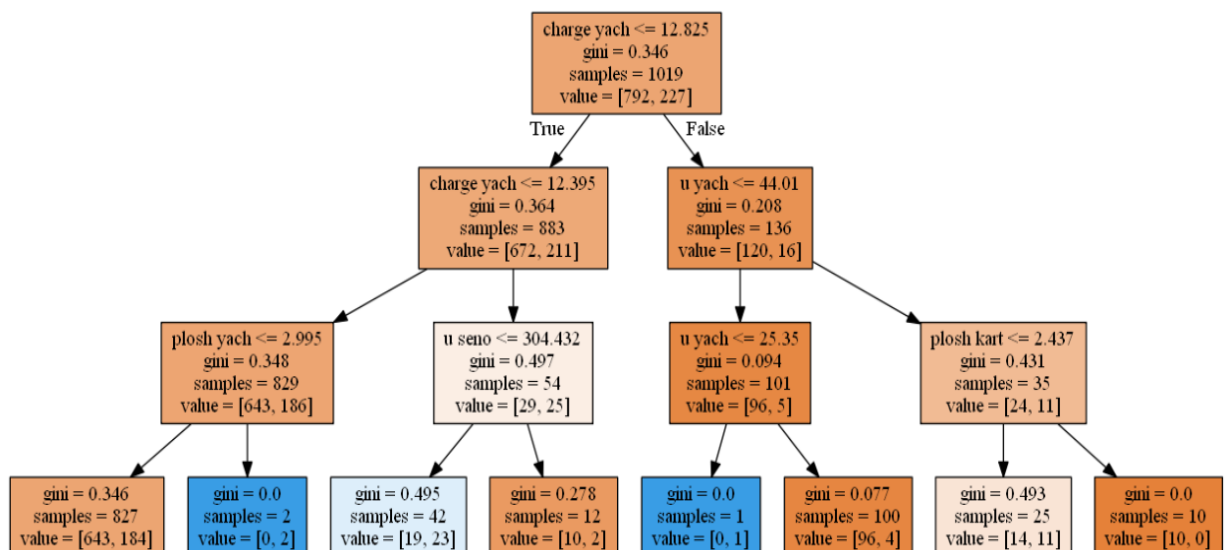 charge yach <= 12.825
gini = 0.346
samples = 1019
value = [792, 227]
True
False
charge yach <= 12.395
gini = 0.364
samples = 883
value = [672, 211]
u yach <= 44.01
gini = 0.208
samples = 136
value = [120, 16]
plosh yach <= 2.995
gini = 0.348
samples = 829
value = [643, 186]
u seno <= 304.432
gini = 0.497
samples = 54
value = [29, 25]
u yach <= 25.35
gini = 0.094
samples = 101
value = [96, 5]
plosh kart <= 2.437
gini = 0.431
samples = 35
value = [24, 11]
gini = 0.346
samples = 827
value = [643, 184]
gini = 0.0
samples = 2
value = [0, 2]
gini = 0.495
samples = 42
value = [19, 23]
gini = 0.278
samples = 12
value = [10, 2]
gini = 0.0
samples = 1
value = [0, 1]
gini = 0.077
samples = 100
value = [96, 4]
gini = 0.493
samples = 25
value = [14, 11]
gini = 0.0
samples = 10
value = [10, 0]